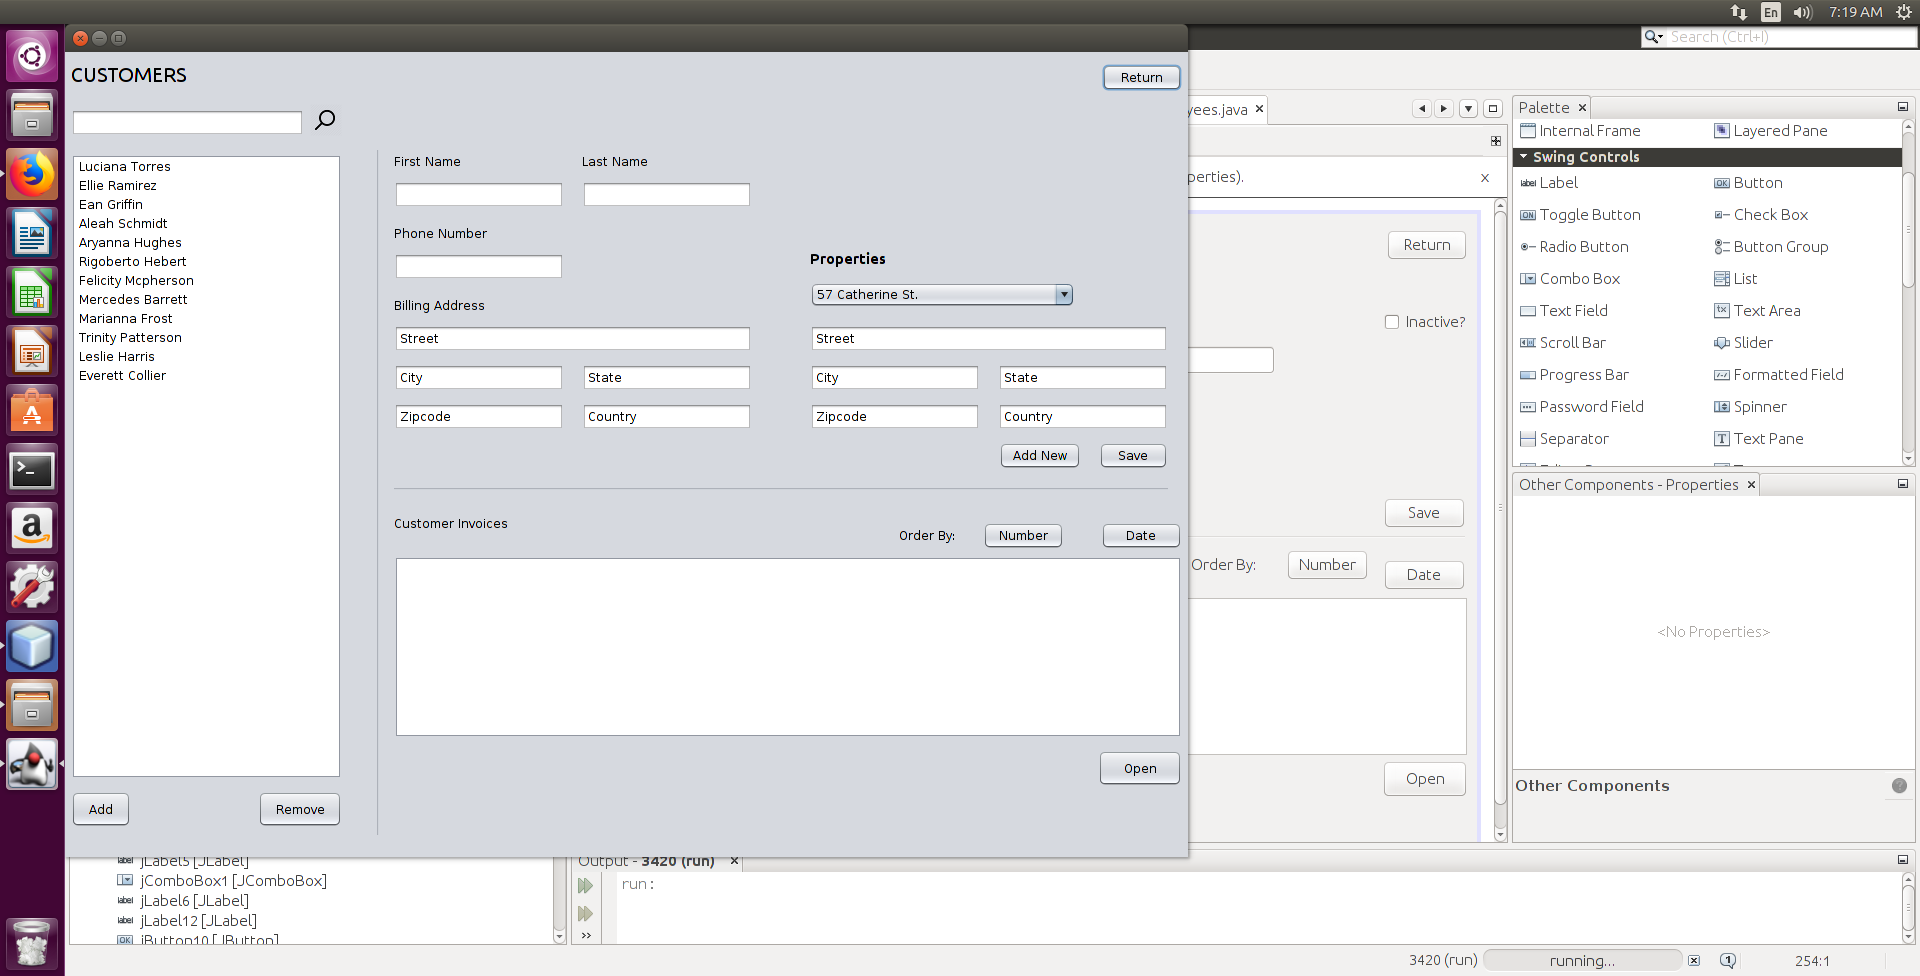 En
7:19 AM
Search (Ctrl+I)
CUSTOMERS
Return
yees.java
Palette
Internal Frame
Layered Pane
Swing Controls
Label
Button
Toggle Button
Check Box
Radio Button
Button Group
Combo Box
List
Text Field
Text Area
Scroll Bar
Slider
Progress Bar
Formatted Field
Password Field
Spinner
Separator
Text Pane
Luciana Torres
Ellie Ramirez
Ean Griffin
Aleah Schmidt
Aryanna Hughes
Rigoberto Hebert
Felicity Mcpherson
Mercedes Barrett
Marianna Frost
Trinity Patterson
Leslie Harris
Everett Collier
Add
Remove
First Name
Last Name
Phone Number
Billing Address
Street
City
State
Zipcode
Country
Properties
57 Catherine St.
Street
City
State
Zipcode
Country
Add New
Save
Customer Invoices
Order By:
Number
Date
Open
perties).
x
Return
Inactive?
Save
Order By:
Number
Date
Open
Other Components - Properties
<No Properties>
Other Components
jLabel5 [JLabel]
jComboBox1 [JComboBox]
jLabel6 [JLabel]
jLabel12 [JLabel]
jButton10 [JButton]
Output - 3420 (run)
run:
3420 (run)
running...
1
254:1